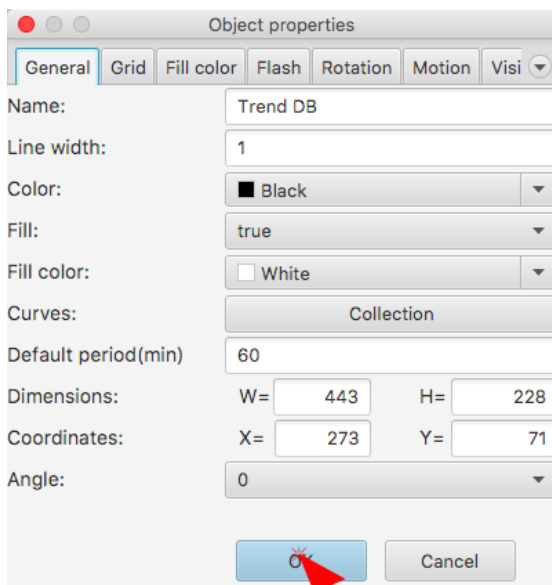 Object properties
General Grid Fill color Flash Rotation Motion Visi
Name: Trend DB
Line width: 1
Color: Black
Fill: true
Fill color: White
Curves: Collection
Default period(min) 60
Dimensions: W= 443 H= 228
Coordinates: X= 273 Y= 71
Angle: 0
Cancel